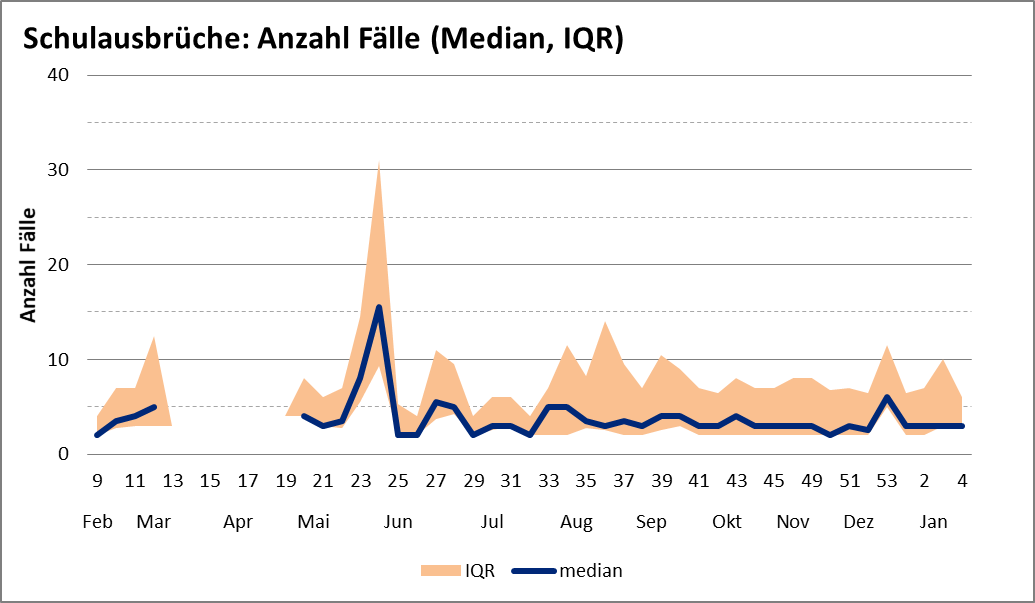 Schulausbrüche: Anzahl Fälle (Median, IQR)
40
30
20
10
0
Anzahl Fälle
9 11 13 15 17 19 21 23 25 27 29 31 33 35 37 39 41 43 45 49 51 53 2 4
Feb Mar Apr Mai Jun Jul Aug Sep Okt Nov Dez Jan
IQR median